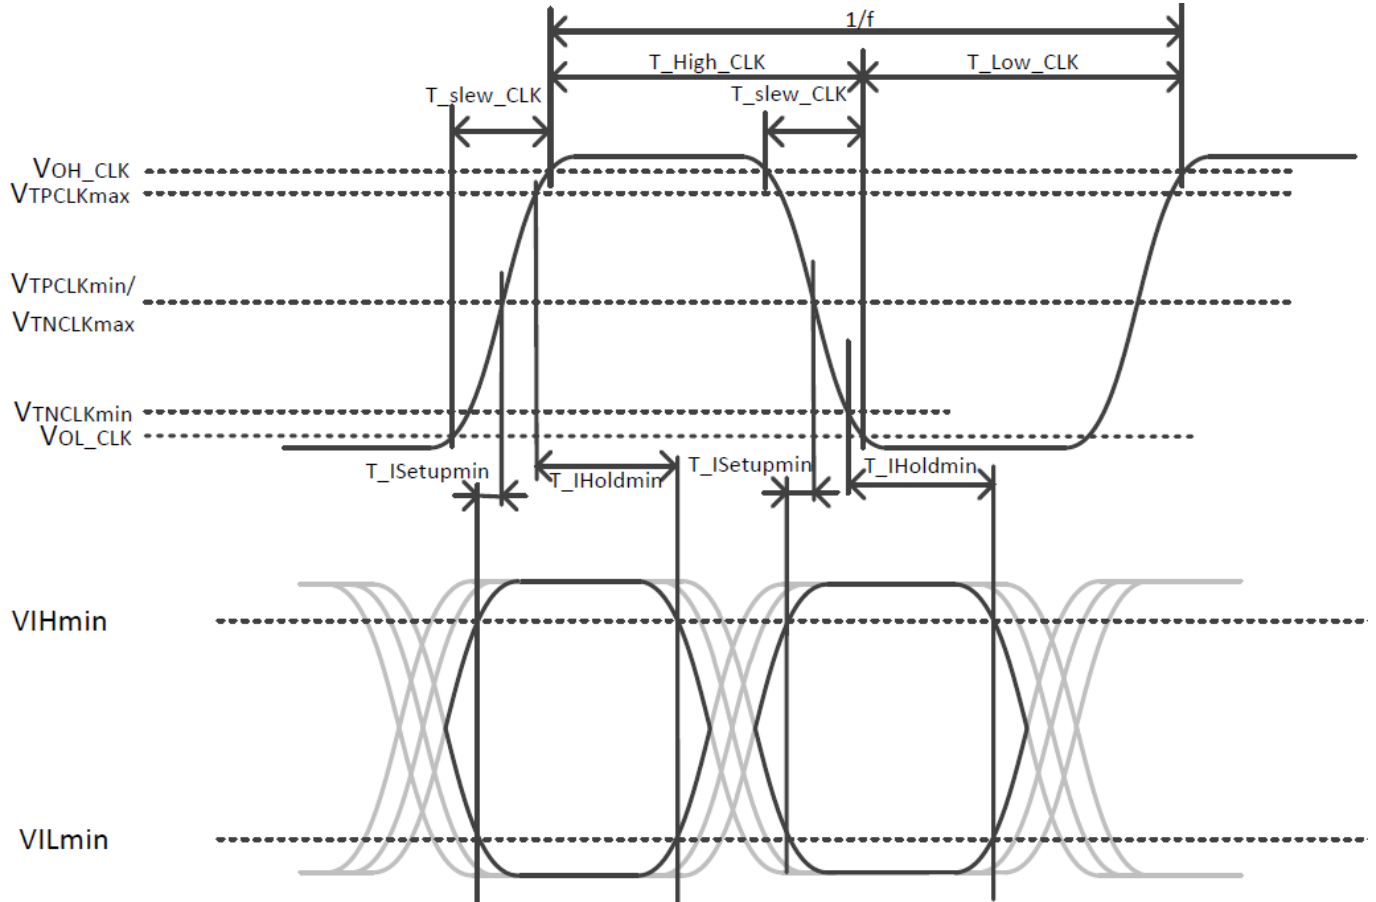 1/f
T_High_CLK
T_Low_CLK
T_slew_CLK
T_slew_CLK
VOH_CLK
VTPCLKmax
VTPCLKmin/
VTNCLKmax
VTNCLKmin
VOL_CLK
T_ISetupmin
T_IHoldmin
T_ISetupmin
T_IHoldmin
VIHmin
VILmin